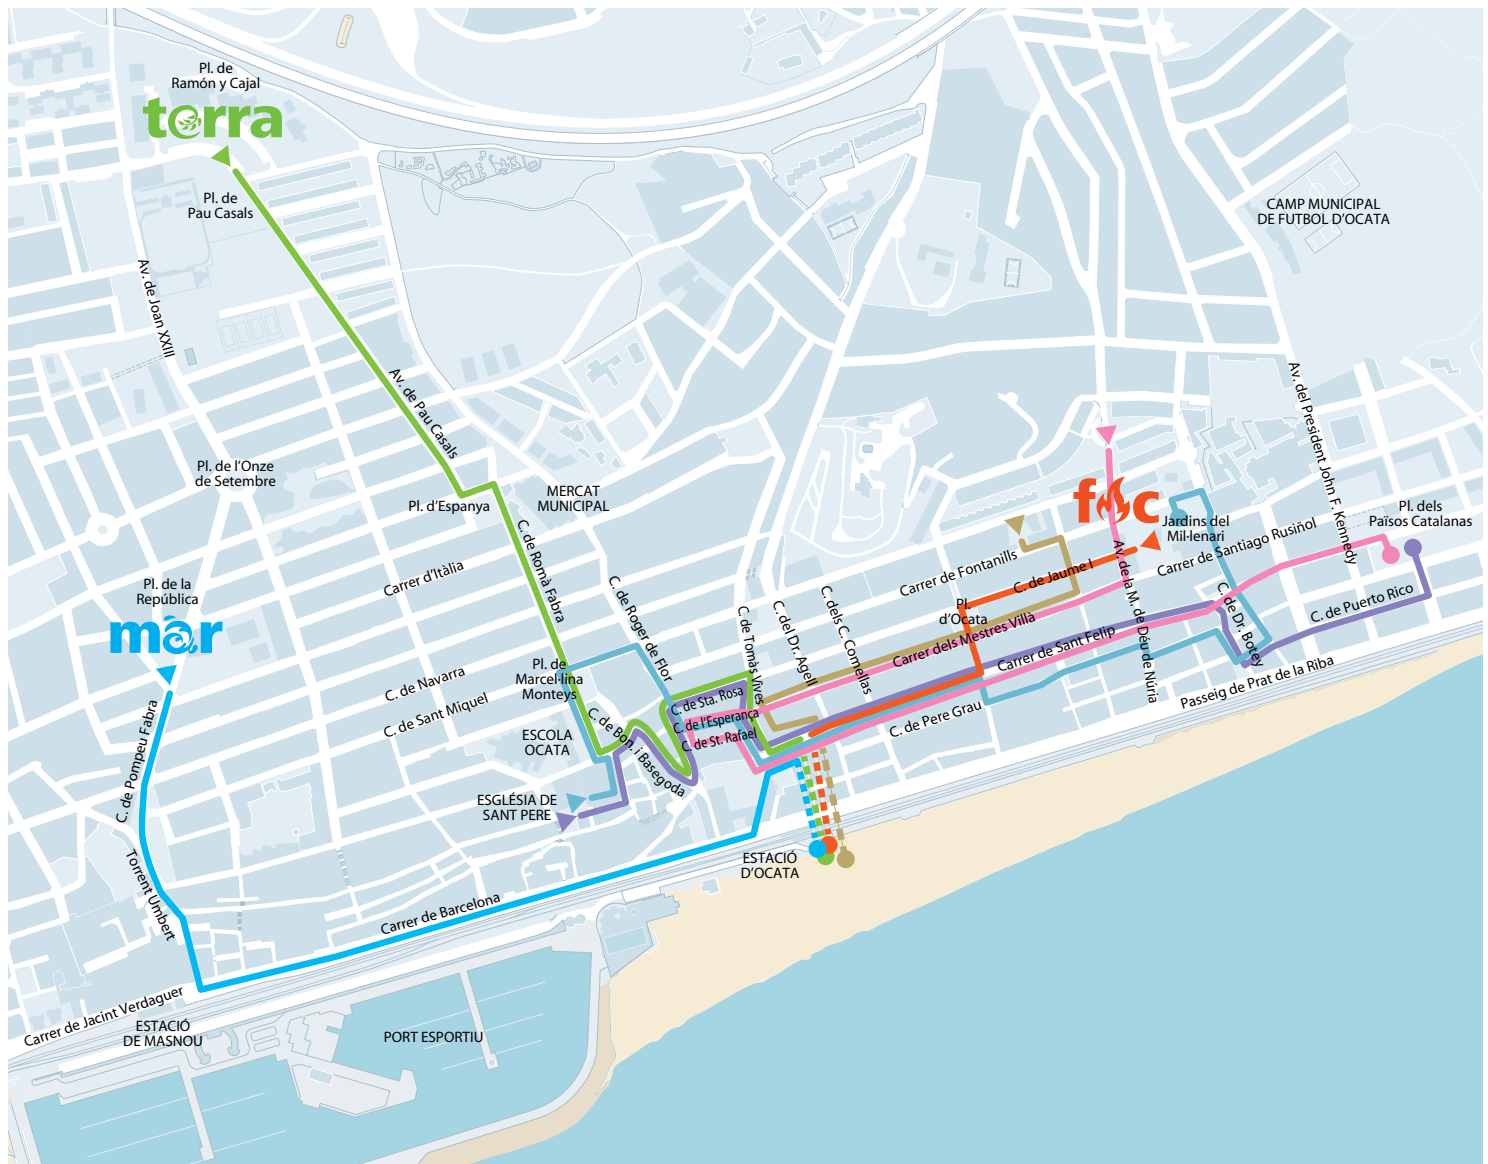 Pl. de
Ramón y Cajal
terra
Pl. de
Pau Casals
CAMP MUNICIPAL
DE FUTBOL D'OCATA
Av. de Joan XXIII
Av. de Pau Casals
Av. del President John F. Kennedy
Pl. de l'Onze
de Setembre
Pl. d'Espanya
MERCAT
MUNICIPAL
foc
Jardins del
Mil·lenari
Pl. dels
Països Catalanas
Carrer de Santiago Rusiñol
C. de Romà Fabra
Carrer d'Itàlia
Carrer de Fontanills
C. de Jaume I
Av. de la M. de Déu de Núria
Pl. de la
República
mar
C. de Roger de Flor
C. de Tomàs Vives
C. del Dr. Agell
C. dels C. Comellas
Pl.
d'Ocata
Carrer dels Mestres Villà
Carrer de Sant Felip
C. de Dr. Botey
C. de Puerto Rico
Passeig de Prat de la Riba
Pl. de
Marcel·lina
Monteys
C. de Navarra
C. de Sant Miquel
C. de Sta. Rosa
C. de l'Esperança
C. de St. Rafael
C. de Pere Grau
C. de Bon. i Basegoda
ESCOLA
OCATA
C. de Pompeu Fabra
ESGLÉSIA DE
SANT PERE
ESTACIÓ
D'OCATA
Torrent Umbert
Carrer de Barcelona
Carrer de Jacint Verdaguer
ESTACIÓ
DE MASNOU
PORT ESPORTIU